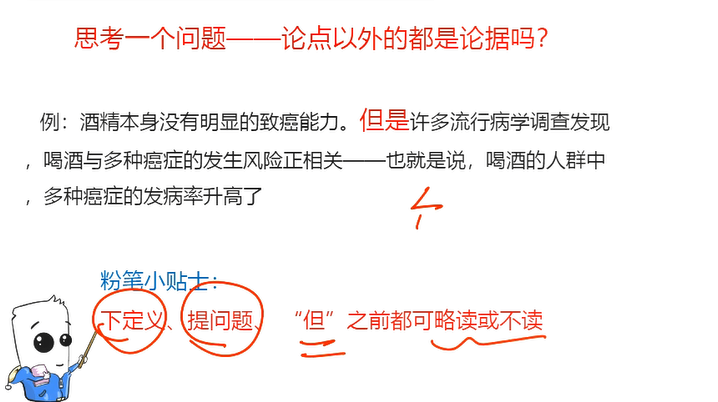 思考一个问题——论点以外的都是论据吗？
例：酒精本身没有明显的致癌能力。但是许多流行病学调查发现
，喝酒与多种癌症的发生风险正相关——也就是说，喝酒的人群中
，多种癌症的发病率升高了
粉笔小贴士：
下定义、提问题、“但”之前都可略读或不读